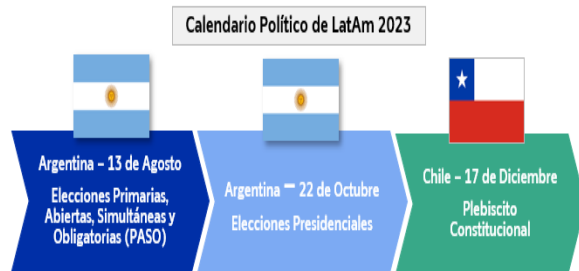 Calendario Político de LatAm 2023
Argentina – 13 de Agosto
Elecciones Primarias,
Abiertas, Simultáneas y
Obligatorias (PASO)
Argentina – 22 de Octubre
Elecciones Presidenciales
Chile – 17 de Diciembre
Plebiscito
Constitucional